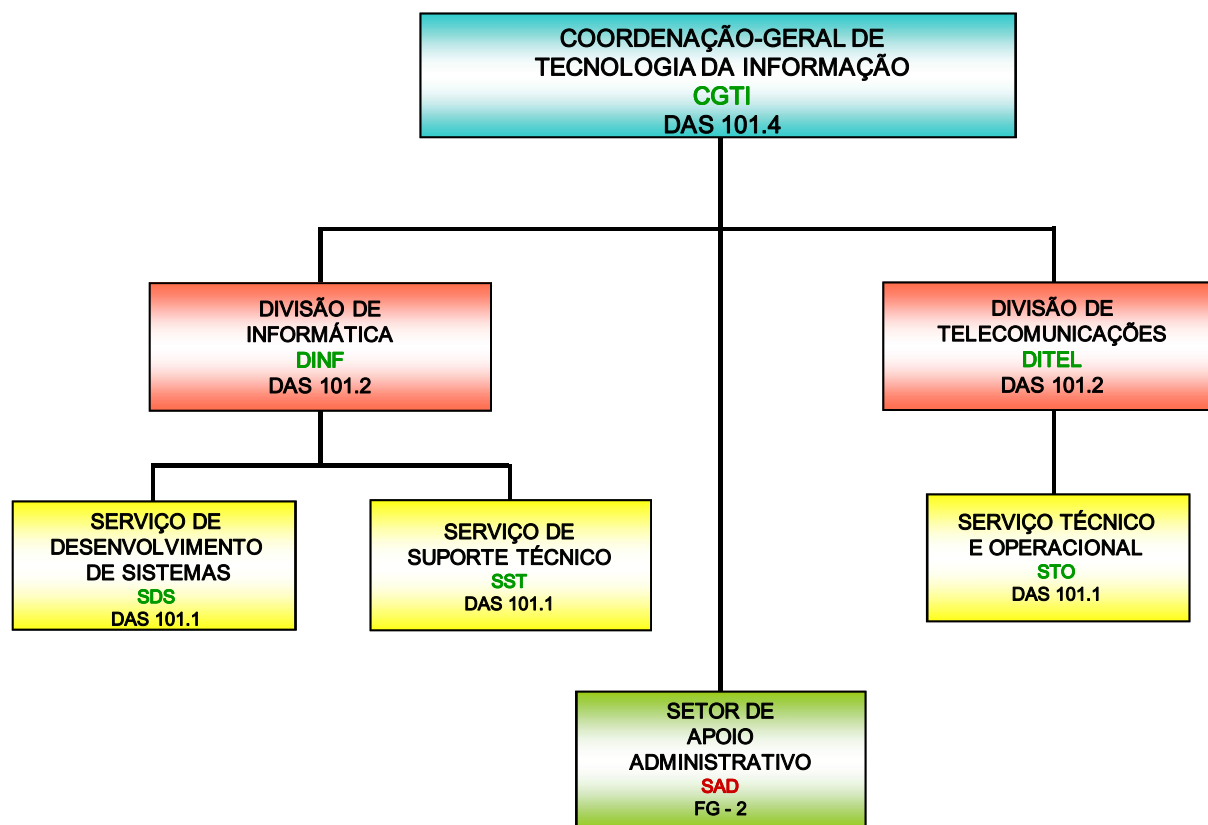 COORDENAÇÃO-GERAL DE
TECNOLOGIA DA INFORMAÇÃO
CGTI
DAS 101.4
DIVISÃO DE
INFORMÁTICA
DINF
DAS 101.2
DIVISÃO DE
TELECOMUNICAÇÕES
DITEL
DAS 101.2
SERVIÇO DE
DESENVOLVIMENTO
DE SISTEMAS
SDS
DAS 101.1
SERVIÇO DE
SUPORTE TÉCNICO
SST
DAS 101.1
SERVIÇO TÉCNICO
E OPERACIONAL
STO
DAS 101.1
SETOR DE
APOIO
ADMINISTRATIVO
SAD
FG - 2